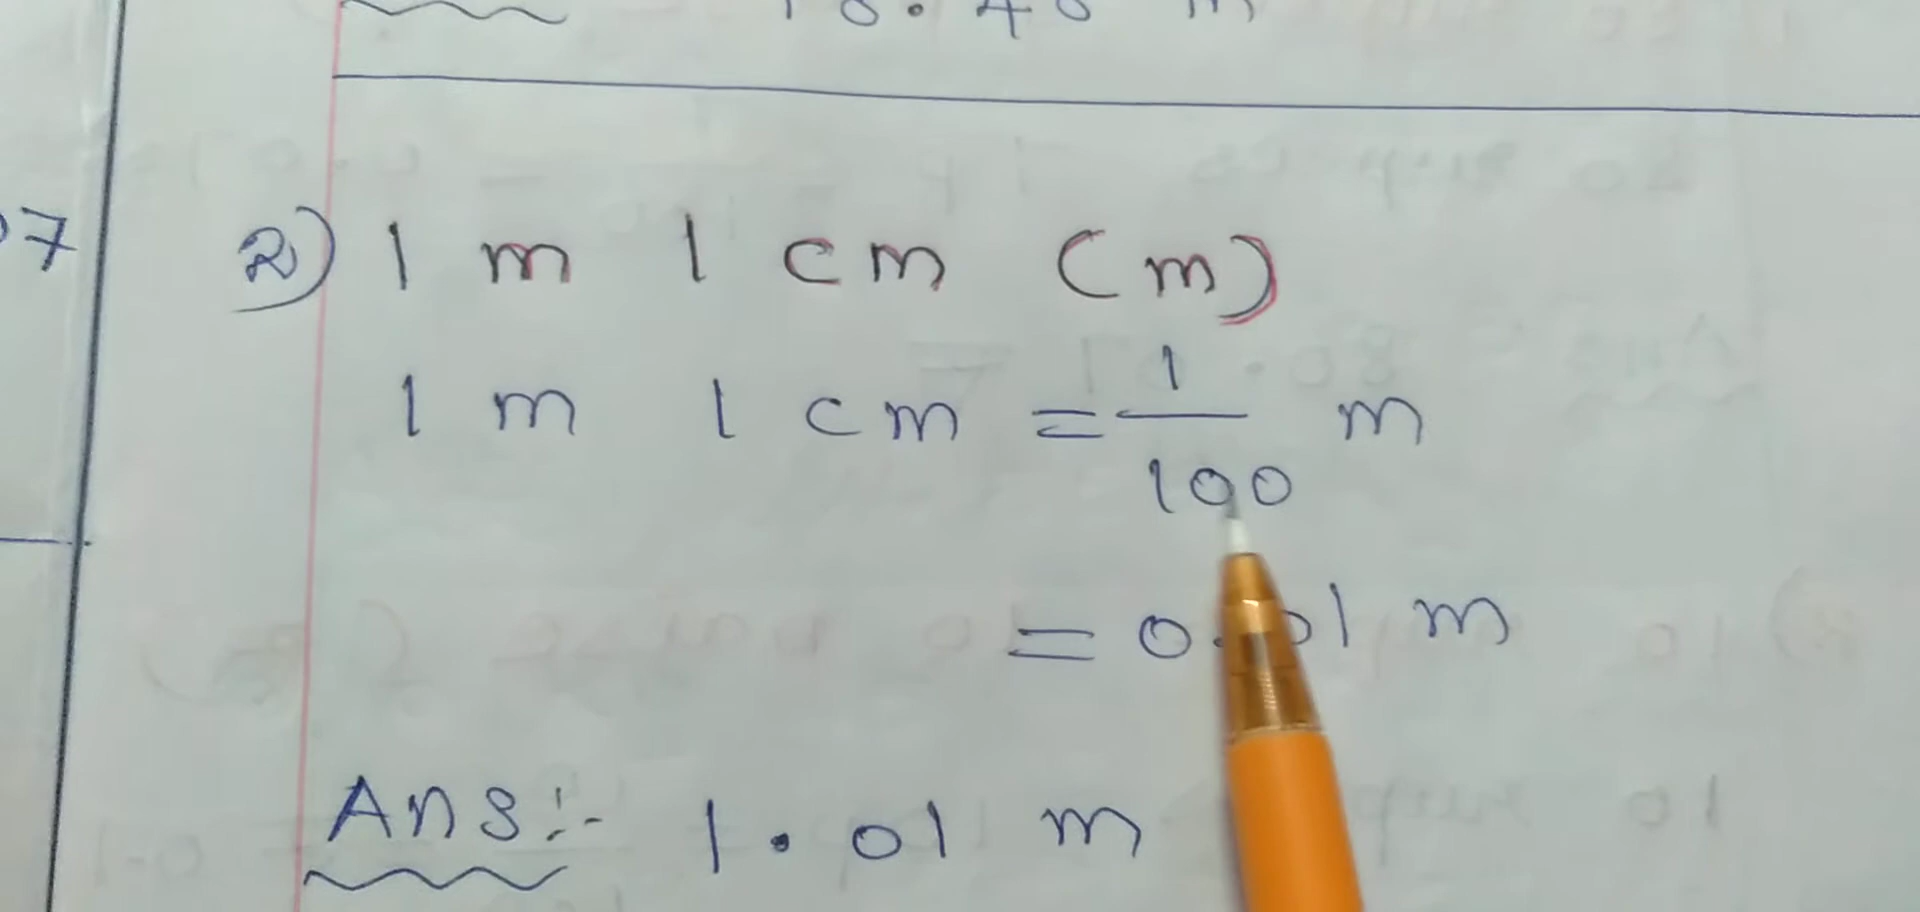 2) 1 m 1 cm (m)
1 m 1 cm = 1/100 m
= 0.01 m
Ans:- 1.01 m